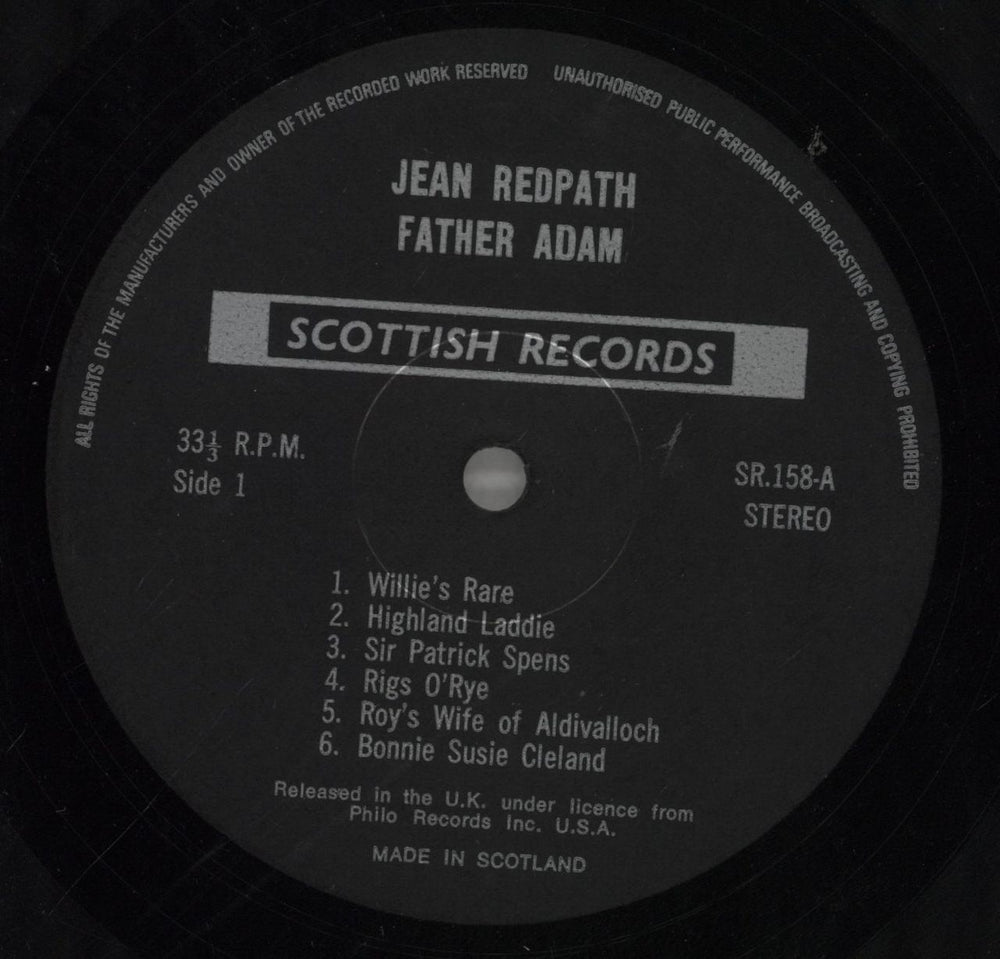 ALL RIGHTS OF THE MANUFACTURERS AND OWNER OF THE RECORDED WORK RESERVED UNAUTHORISED PUBLIC PERFORMANCE BROADCASTING AND COPYING PROHIBITED
JEAN REDPATH
FATHER ADAM
SCOTTISH RECORDS
33⅓ R.P.M.
Side 1
SR.158-A
STEREO
1. Willie's Rare
2. Highland Laddie
3. Sir Patrick Spens
4. Rigs O'Rye
5. Roy's Wife of Aldivalloch
6. Bonnie Susie Cleland
Released in the U.K. under licence from
Philo Records Inc. U.S.A.
MADE IN SCOTLAND